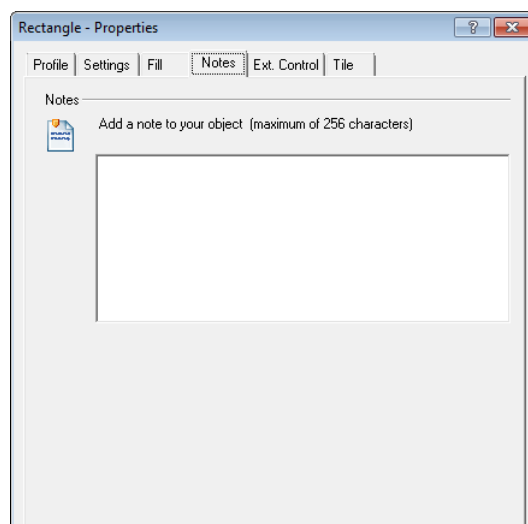 Rectangle - Properties
Profile Settings Fill Notes Ext. Control Tile
Notes
Add a note to your object (maximum of 256 characters)